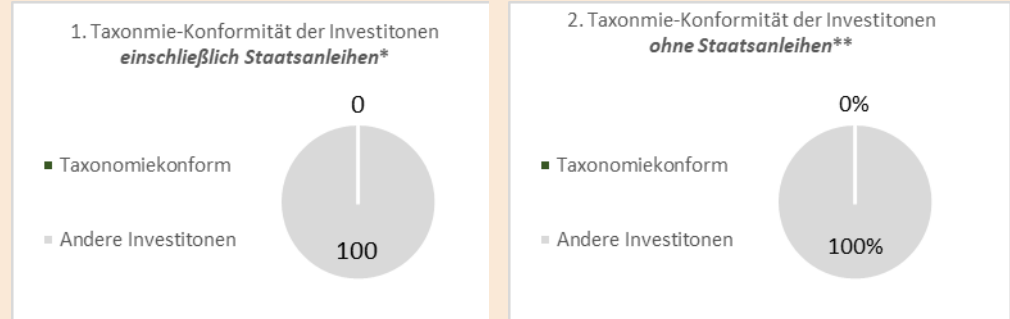 1. Taxonmie-Konformität der Investitonen
einschließlich Staatsanleihen*
0
Taxonomiekonform
Andere Investitonen
100
2. Taxonmie-Konformität der Investitonen
ohne Staatsanleihen**
0%
Taxonomiekonform
Andere Investitonen
100%